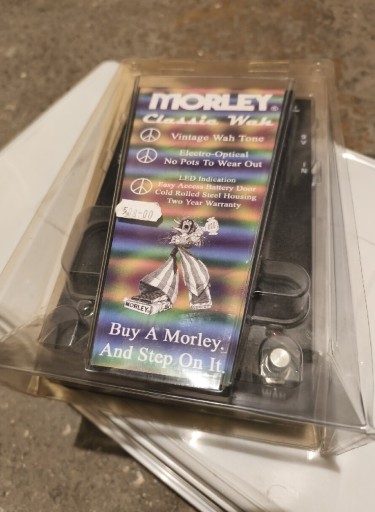 MORLEY®
Classic Wah
Vintage Wah Tone
Electro-Optical
No Pots To Wear Out
LED Indication
Easy Access Battery Door
Cold Rolled Steel Housing
Two Year Warranty
MORLEY
Buy A Morley.
And Step On It.